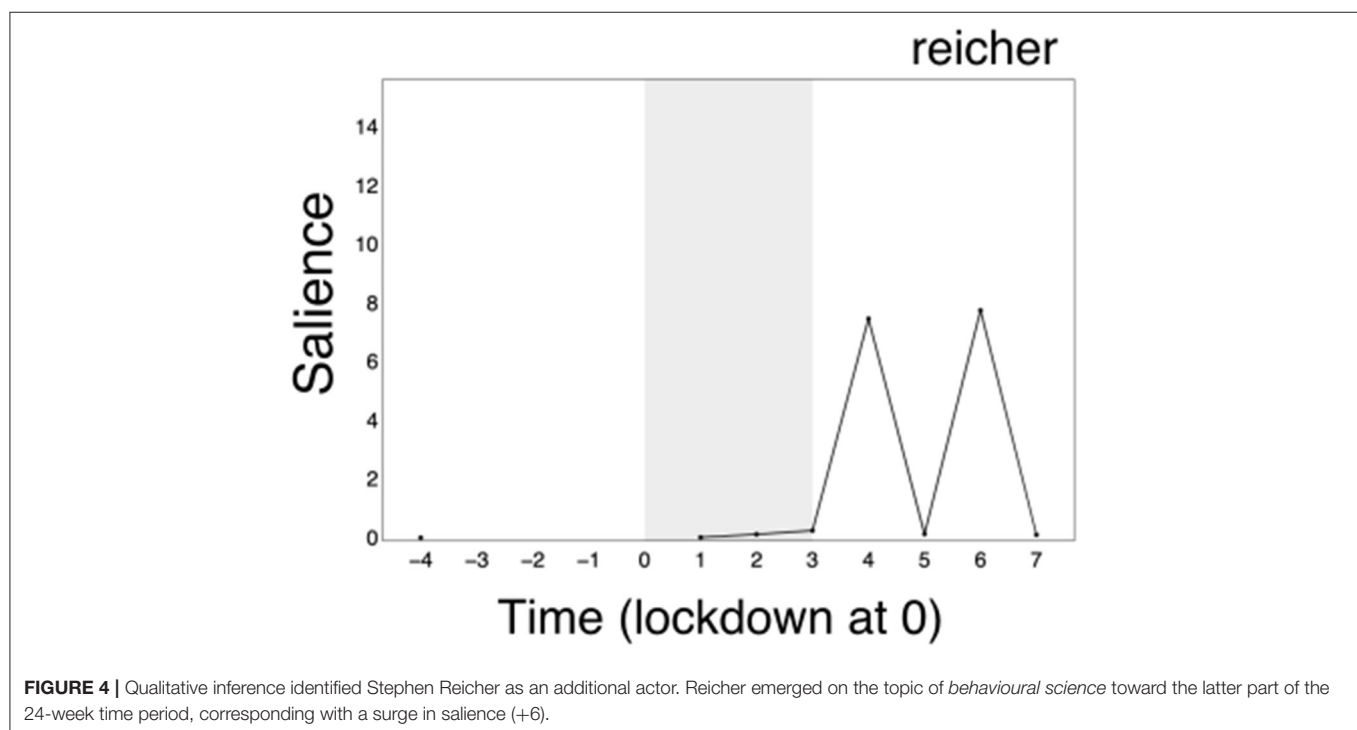 reicher
Salience
14
12
10
8
6
4
2
0
−4 −3 −2 −1 0 1 2 3 4 5 6 7
Time (lockdown at 0)
FIGURE 4 | Qualitative inference identified Stephen Reicher as an additional actor. Reicher emerged on the topic of behavioural science toward the latter part of the
24-week time period, corresponding with a surge in salience (+6).